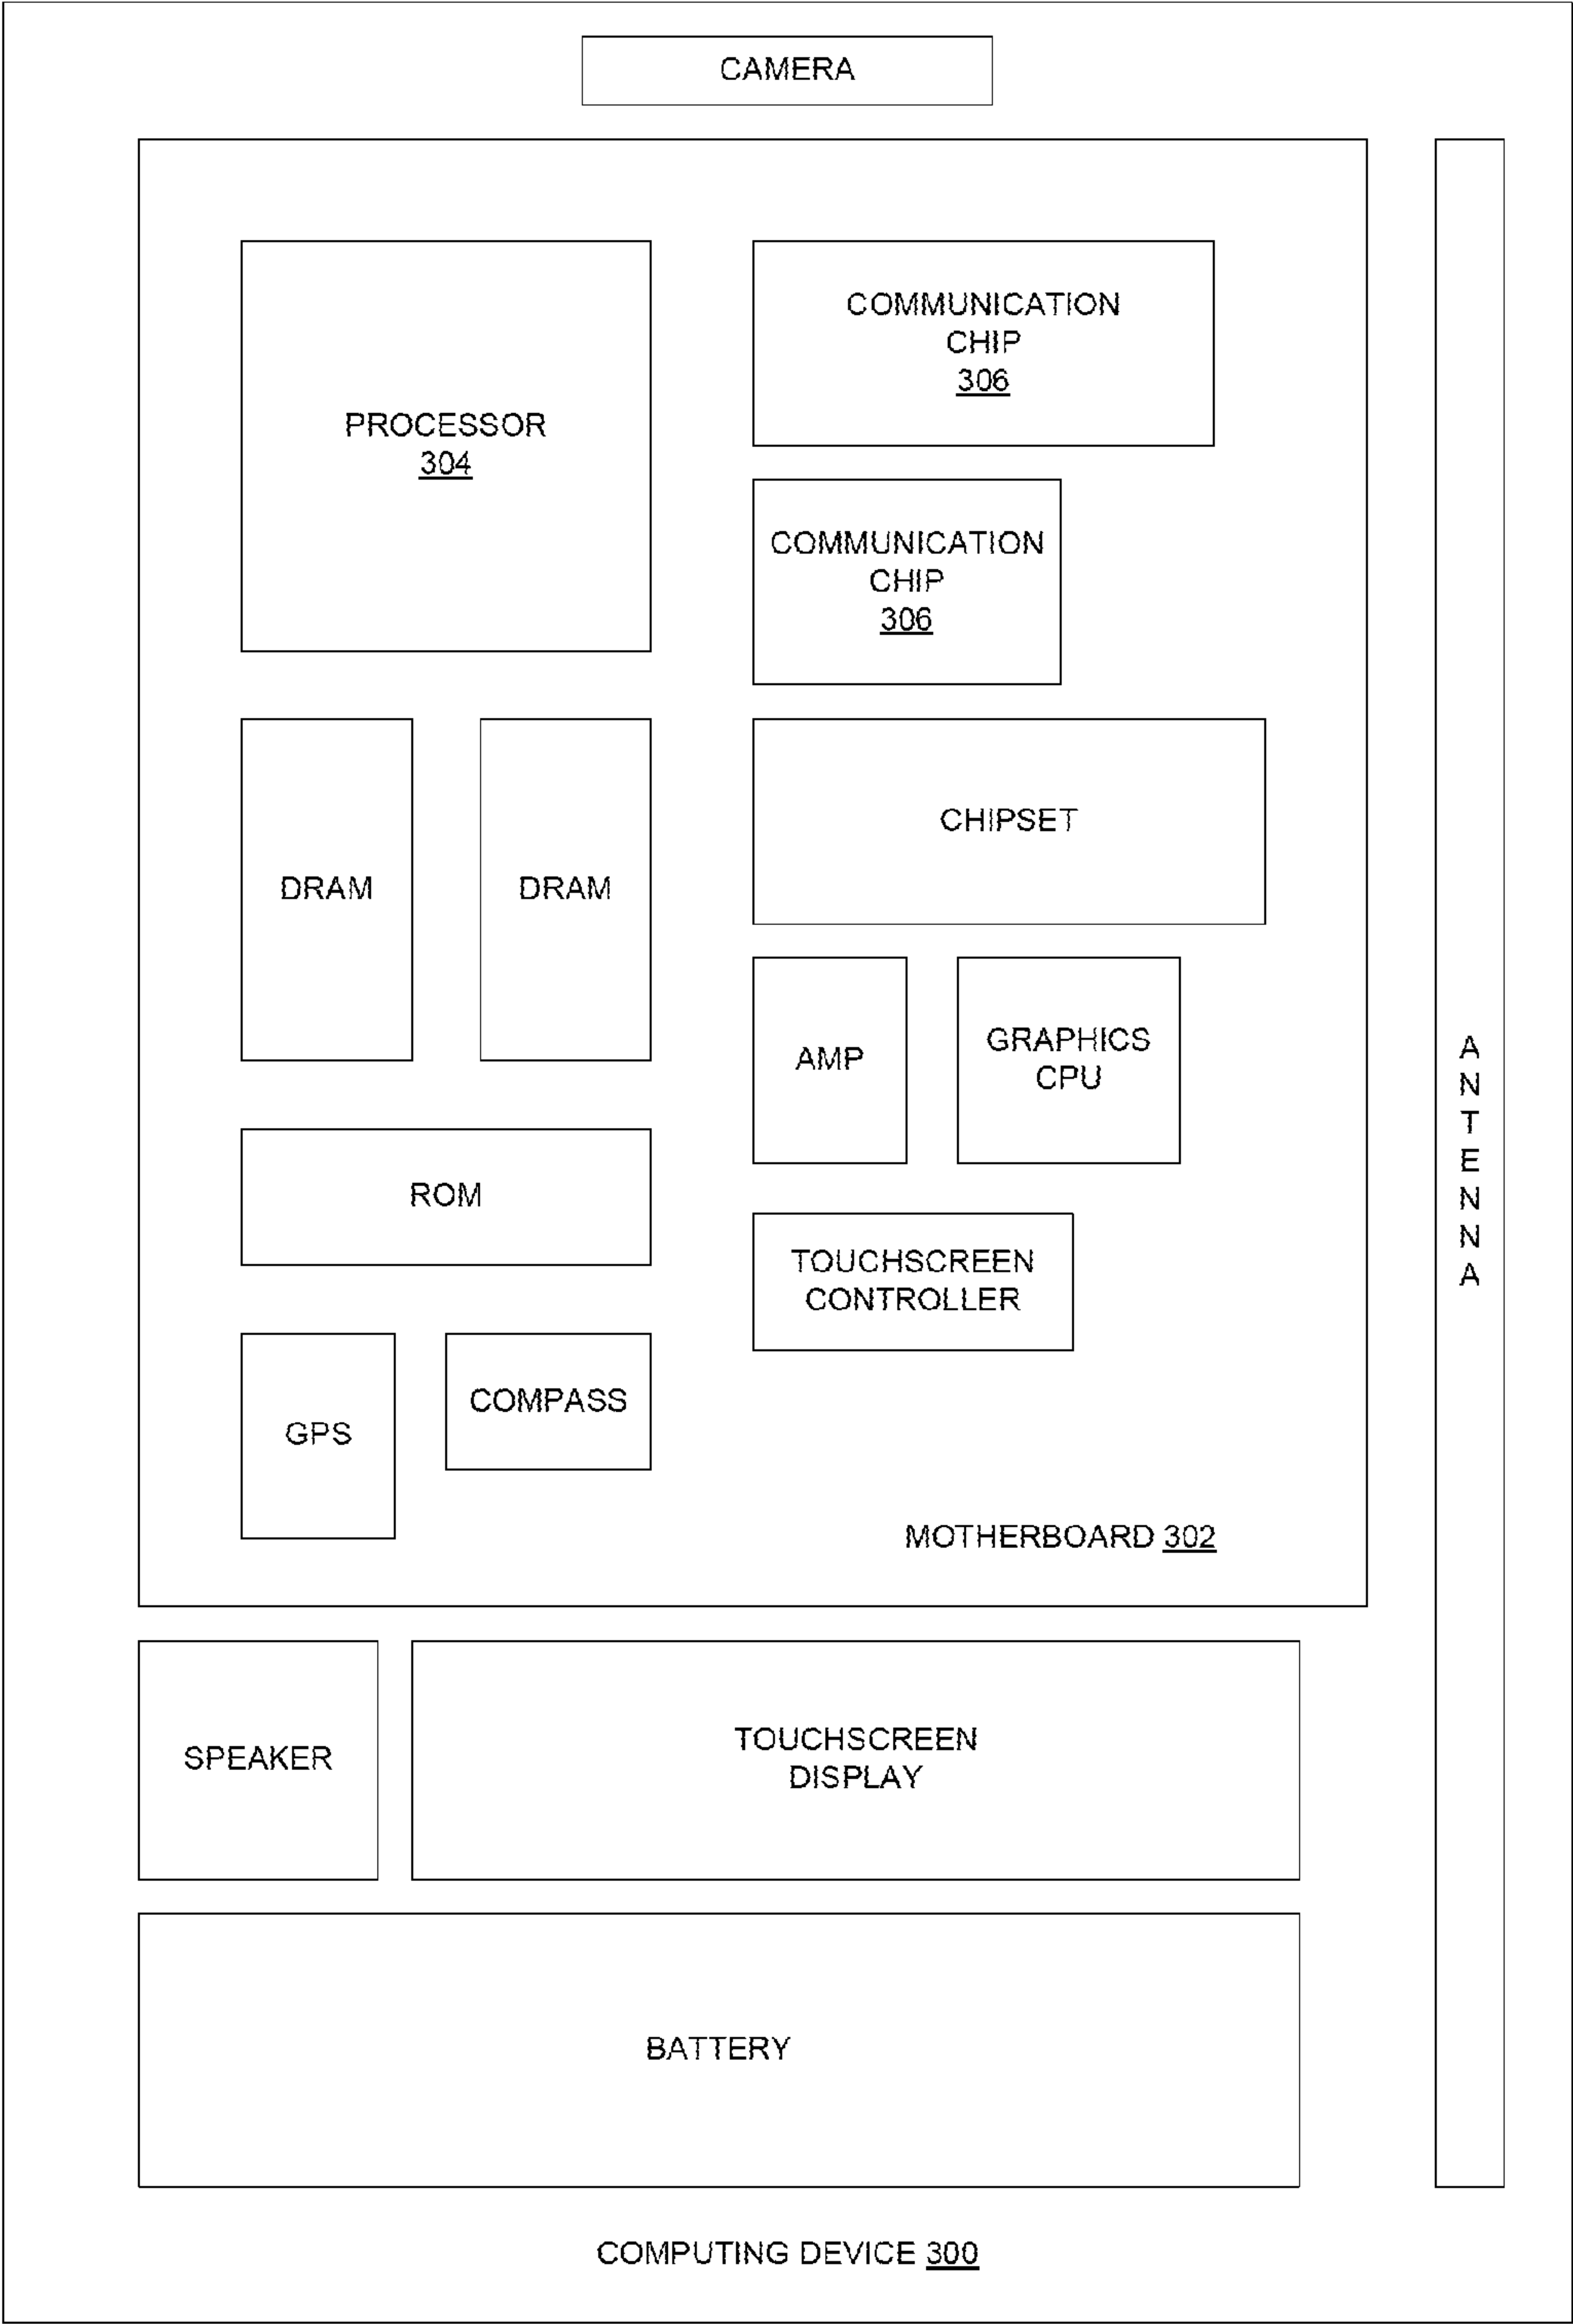 CAMERA
PROCESSOR
304
COMMUNICATION
CHIP
306
COMMUNICATION
CHIP
306
DRAM
DRAM
CHIPSET
AMP
GRAPHICS
CPU
ROM
TOUCHSCREEN
CONTROLLER
GPS
COMPASS
MOTHERBOARD 302
ANTENNA
SPEAKER
TOUCHSCREEN
DISPLAY
BATTERY
COMPUTING DEVICE 300